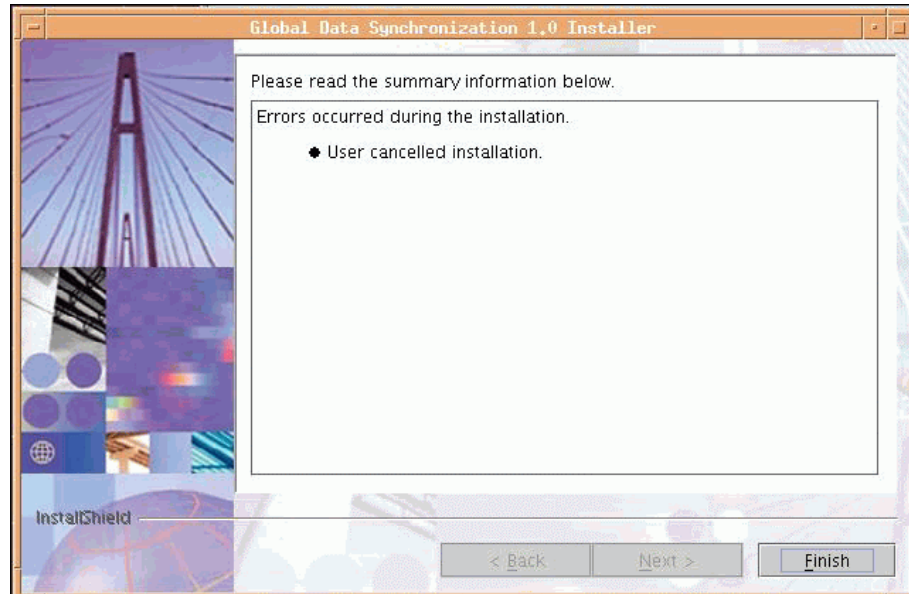 Global Data Synchronization 1.0 Installer
Please read the summary information below.
Errors occurred during the installation.
User cancelled installation.
InstallShield
< Back
Next >
Finish